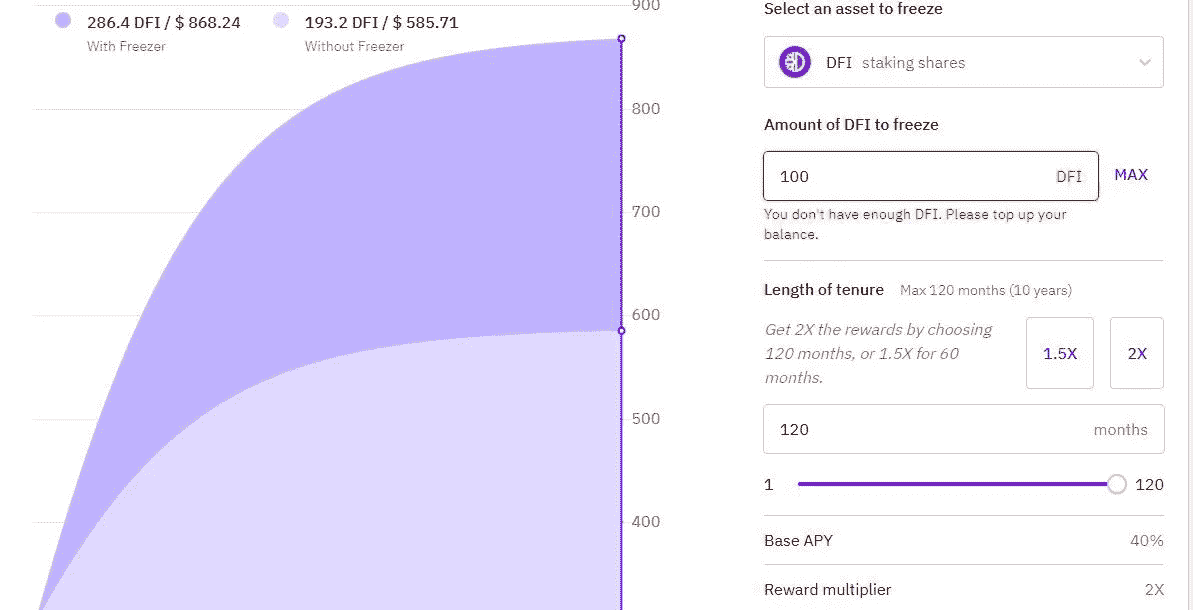 286.4 DFI / $ 868.24
With Freezer
193.2 DFI / $ 585.71
Without Freezer
900
800
700
600
500
400
Select an asset to freeze
DFI staking shares
Amount of DFI to freeze
100 DFI MAX
You don't have enough DFI. Please top up your
balance.
Length of tenure Max 120 months (10 years)
Get 2X the rewards by choosing
120 months, or 1.5X for 60
months.
1.5X 2X
120 months
1 120
Base APY 40%
Reward multiplier 2X